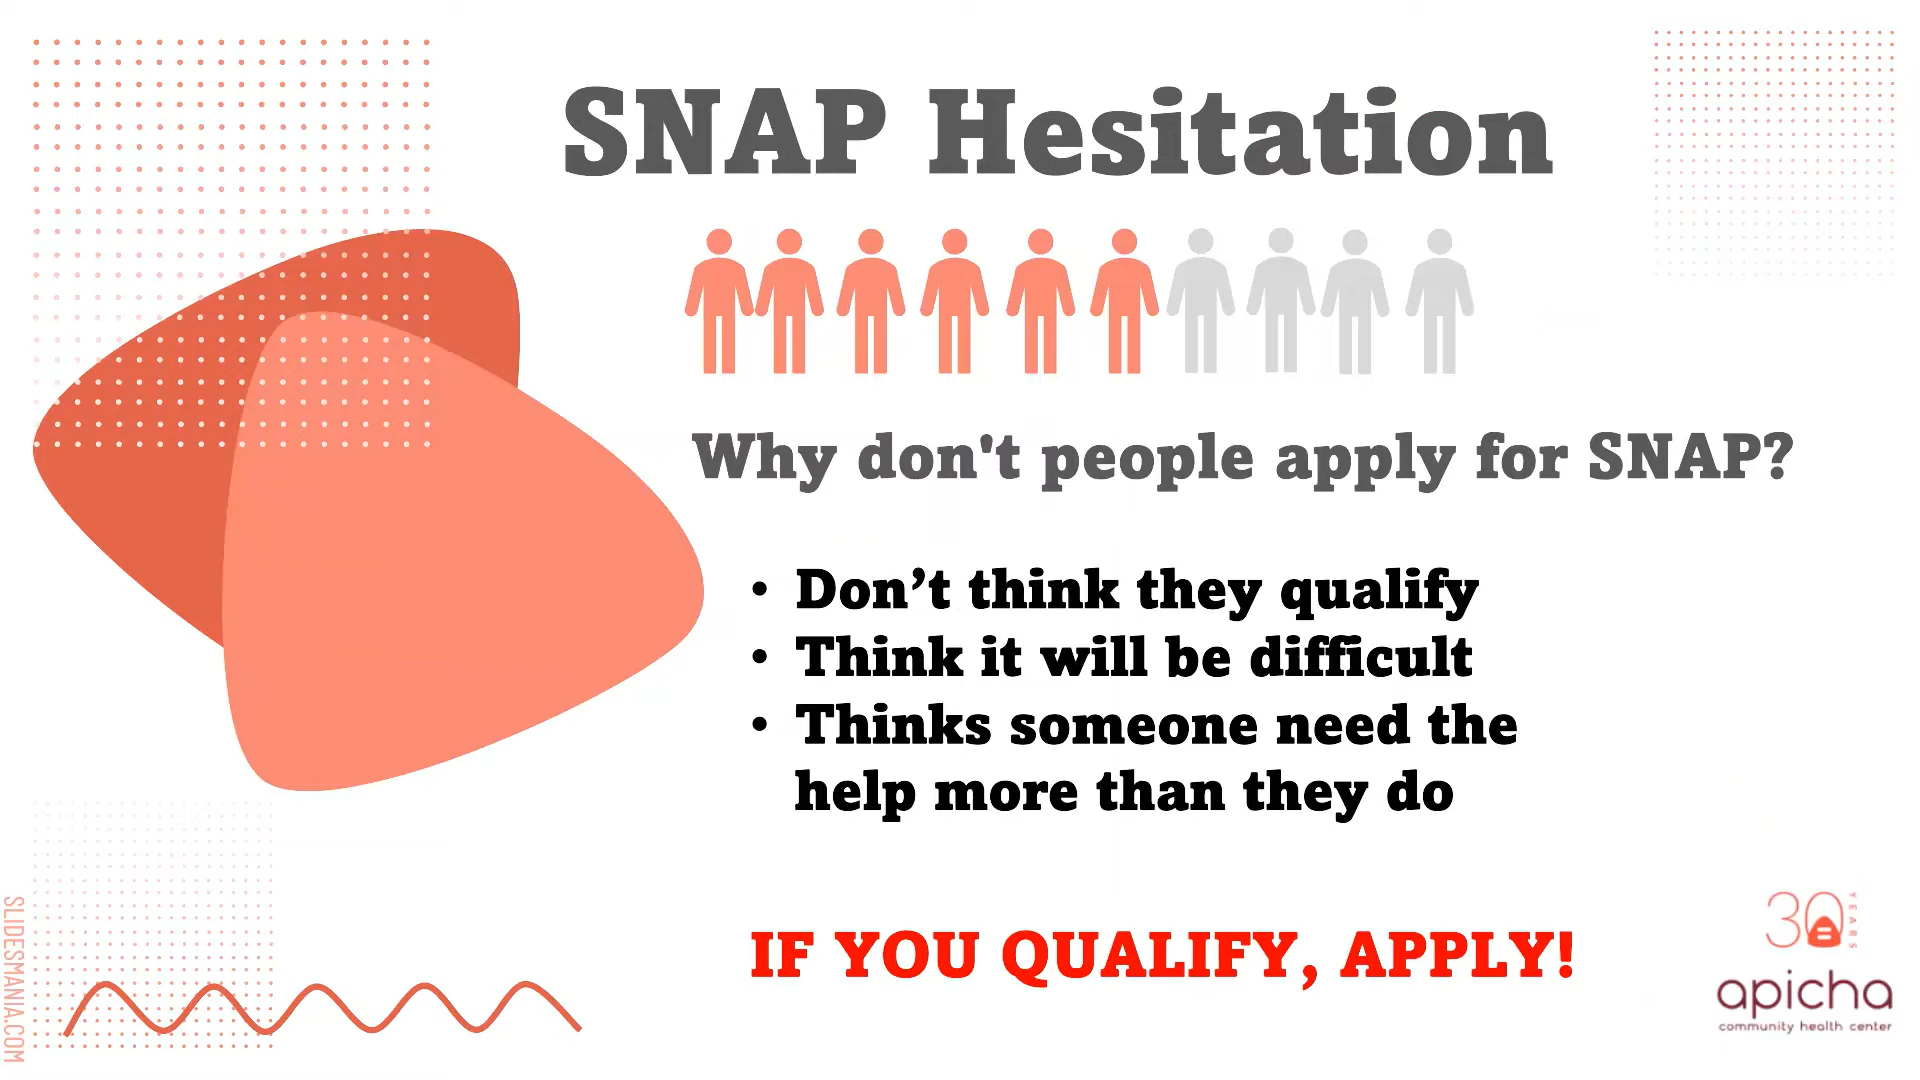 SNAP Hesitation
Why don't people apply for SNAP?
• Don’t think they qualify
• Think it will be difficult
• Thinks someone need the
help more than they do
IF YOU QUALIFY, APPLY!
30 YEARS
apicha
community health center
SLIDESMANIA.COM